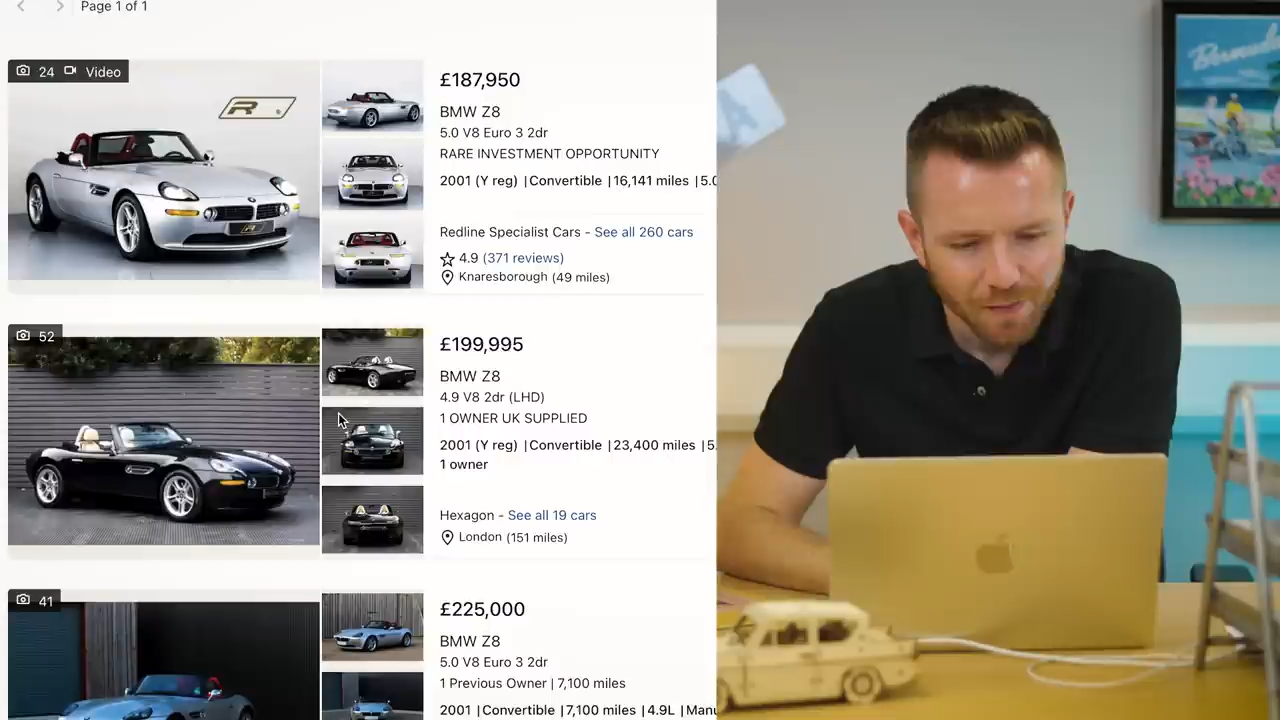 Page 1 of 1
24 Video
R
£187,950
BMW Z8
5.0 V8 Euro 3 2dr
RARE INVESTMENT OPPORTUNITY
2001 (Y reg) | Convertible | 16,141 miles | 5.0
Redline Specialist Cars - See all 260 cars
4.9 (371 reviews)
Knaresborough (49 miles)
52
£199,995
BMW Z8
4.9 V8 2dr (LHD)
1 OWNER UK SUPPLIED
2001 (Y reg) | Convertible | 23,400 miles | 5.
1 owner
Hexagon - See all 19 cars
London (151 miles)
41
£225,000
BMW Z8
5.0 V8 Euro 3 2dr
1 Previous Owner | 7,100 miles
2001 | Convertible | 7,100 miles | 4.9L | Manu
Bermuda